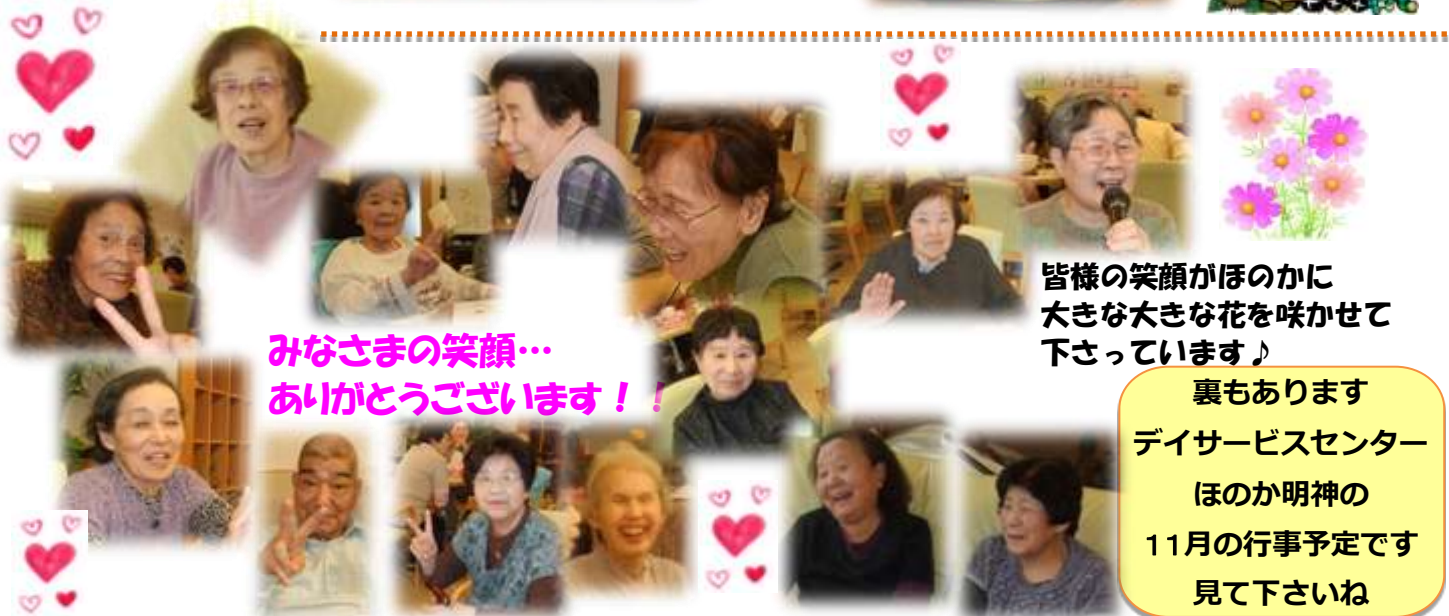 皆様の笑顔がほのかに
大きな大きな花を咲かせて
下さっています♪
みなさまの笑顔…
ありがとうございます！！
裏もあります
デイサービスセンター
ほのか明神の
11月の行事予定です
見て下さいね